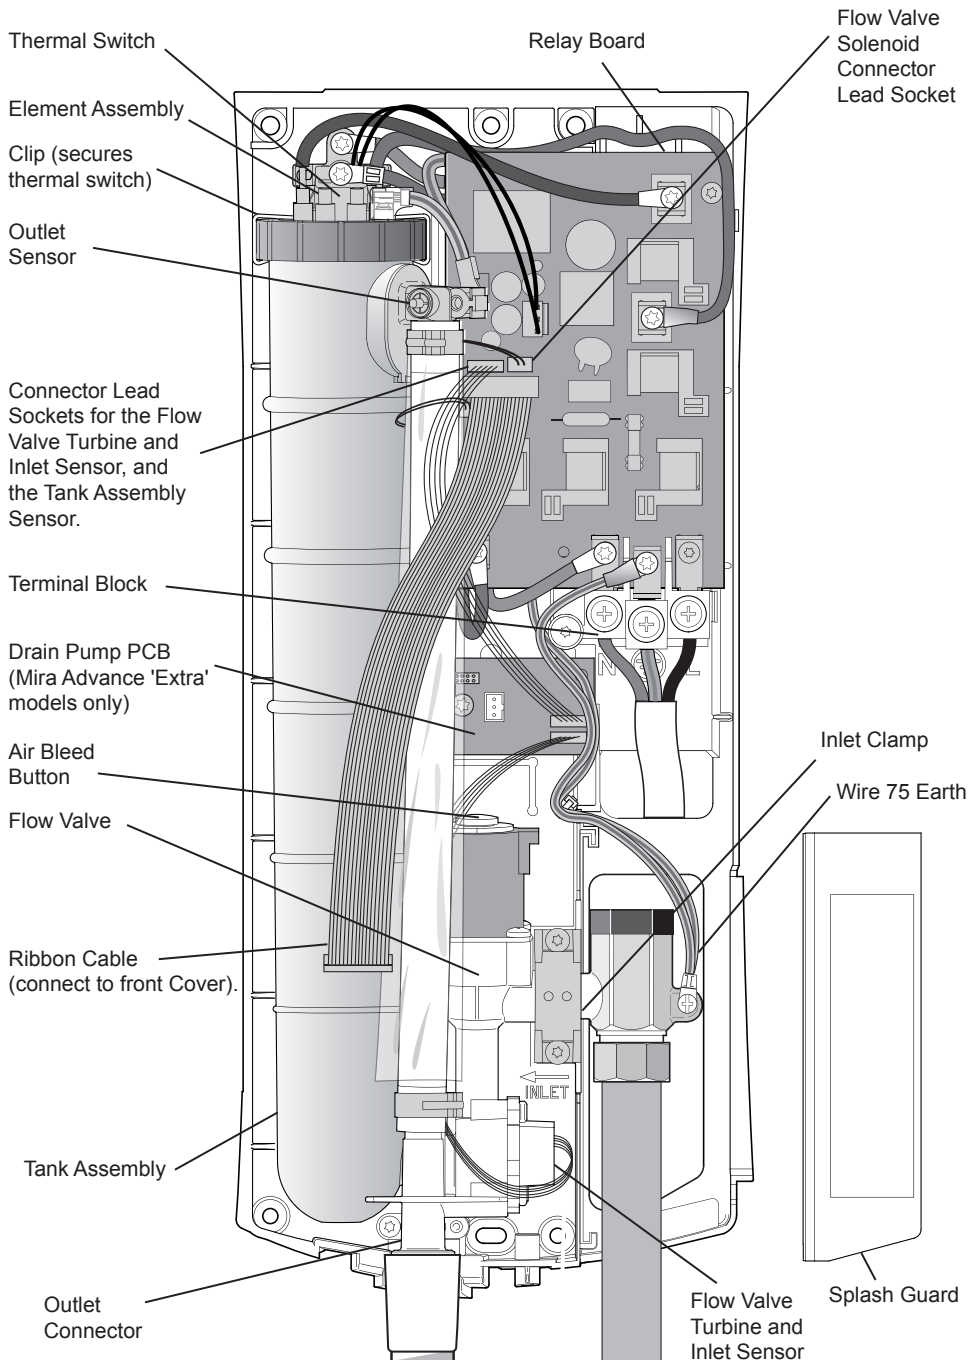 Thermal Switch
Relay Board
Flow Valve
Solenoid
Connector
Lead Socket
Element Assembly
Clip (secures
thermal switch)
Outlet
Sensor
Connector Lead
Sockets for the Flow
Valve Turbine and
Inlet Sensor, and
the Tank Assembly
Sensor.
Terminal Block
N
L
Drain Pump PCB
(Mira Advance 'Extra'
models only)
Air Bleed
Button
Inlet Clamp
Wire 75 Earth
Flow Valve
Ribbon Cable
(connect to front Cover).
INLET
Tank Assembly
Outlet
Connector
Flow Valve
Turbine and
Inlet Sensor
Splash Guard